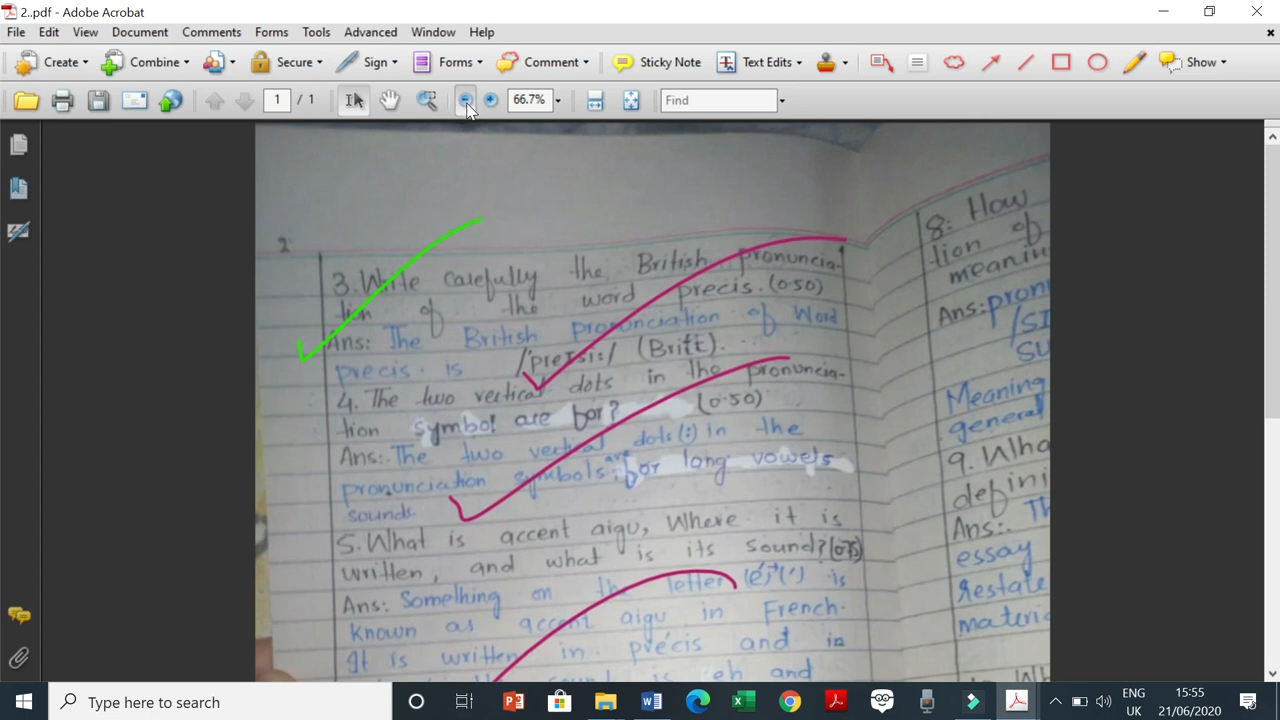 2..pdf - Adobe Acrobat
File Edit View Document Comments Forms Tools Advanced Window Help
Create Combine Secure Sign Forms Comment Sticky Note Text Edits Show
1 / 1 66.7% Find
2
3. Write carefully the British pronuncia-
tion of the word precis. (0.50)
Ans: The British pronunciation of Word
precis is /preɪsi:/ (Brit).
4. The two vertical dots in the pronuncia-
tion symbol are for? (0.50)
Ans:- The two vertical dots(:) in the
pronunciation symbols are for long vowels
sounds.
5. What is accent aigu, Where it is
written, and what is its sound? (0.75)
Ans: Something on the letter (é)(') is
known as accent aigu in French.
It is written in précis and in
sound is eh and
8: How
tion of
meanin
Ans: pron
/SI
Su
Meaning
general
9. Wha
defini
Ans:. Th
essay
restate
materi
Type here to search
ENG 15:55
UK 21/06/2020